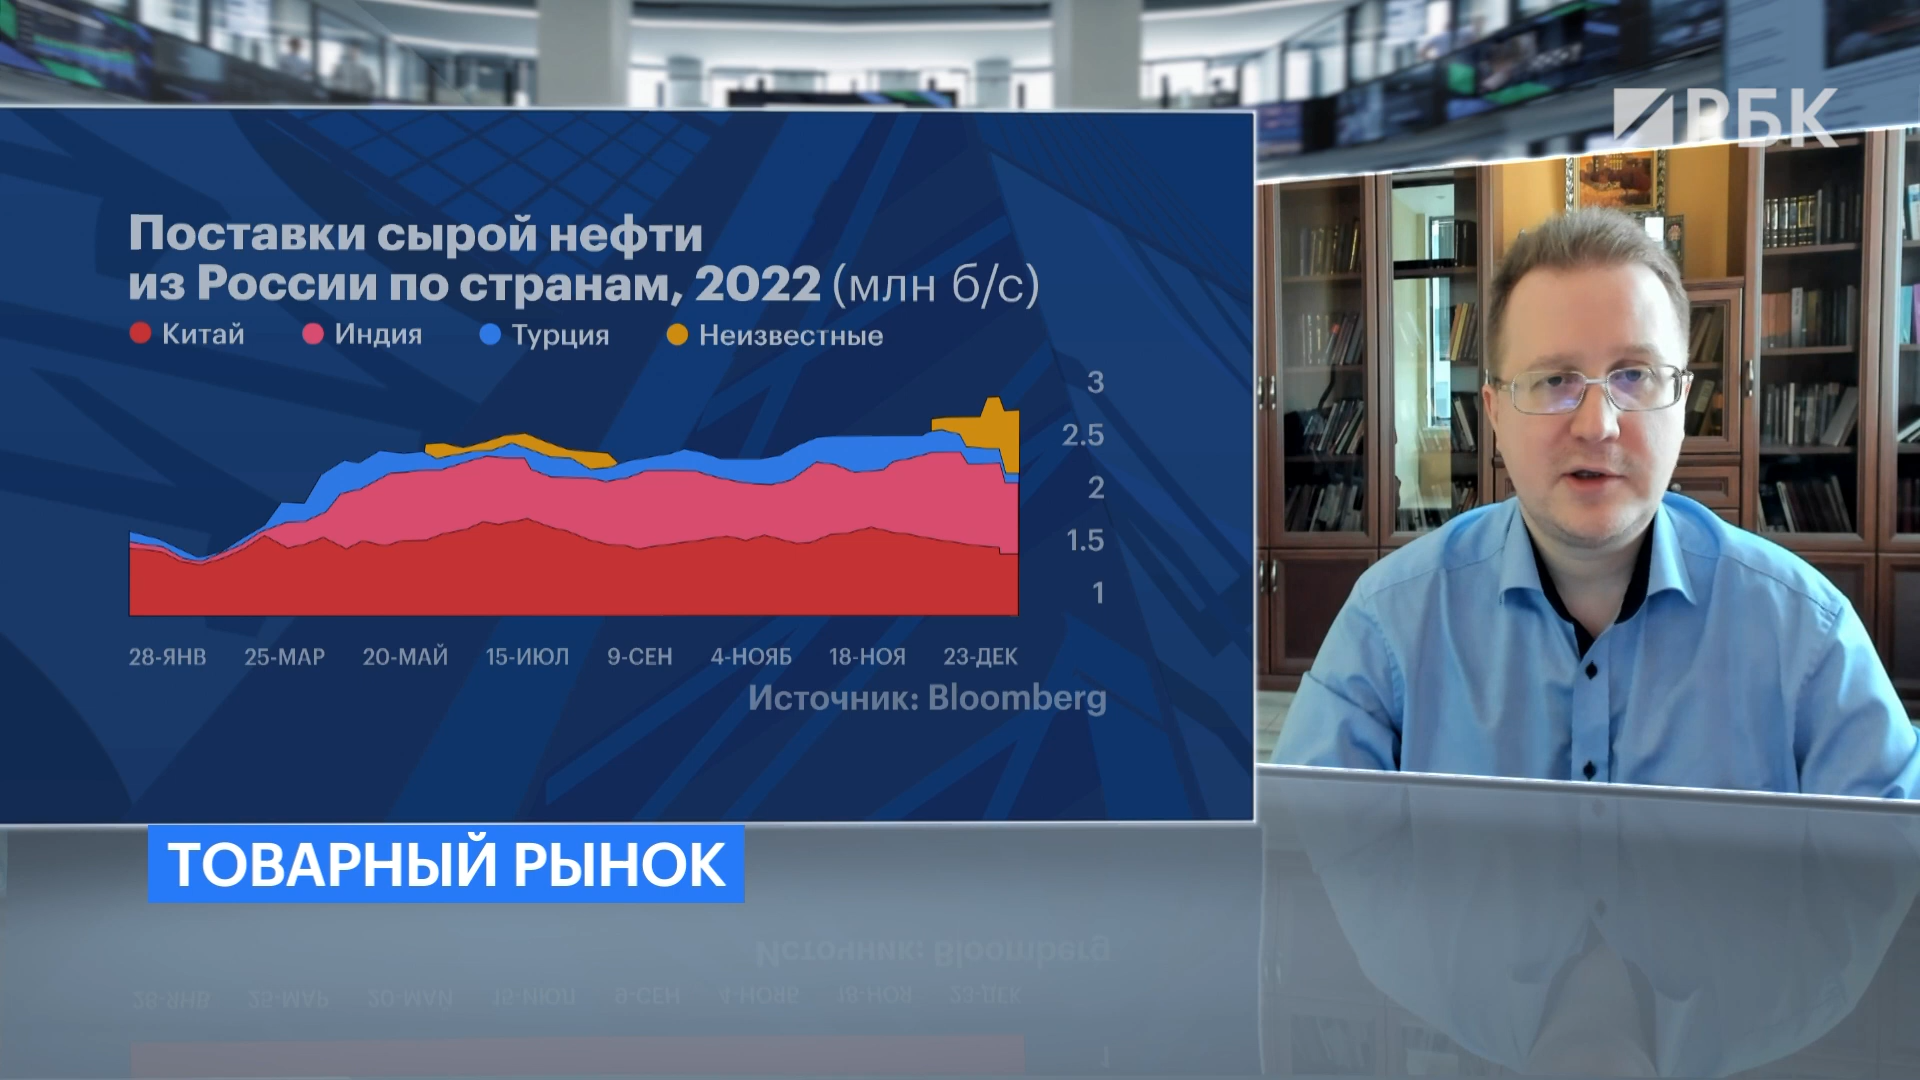 РБК
Поставки сырой нефти
из России по странам, 2022 (млн б/с)
Китай Индия Турция Неизвестные
3
2.5
2
1.5
1
28-ЯНВ 25-МАР 20-МАЙ 15-ИЮЛ 9-СЕН 4-НОЯБ 18-НОЯ 23-ДЕК
Источник: Bloomberg
ТОВАРНЫЙ РЫНОК